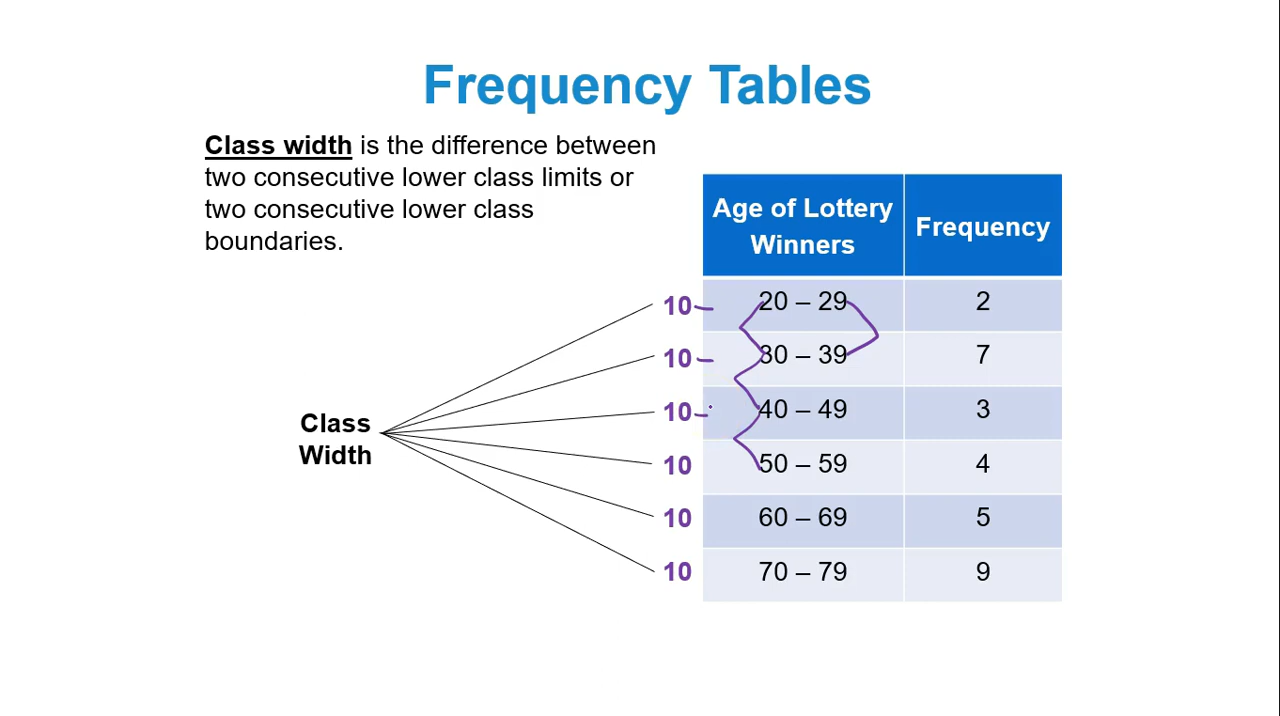 Frequency Tables
Class width is the difference between
two consecutive lower class limits or
two consecutive lower class
boundaries.
Age of Lottery
Winners
Frequency
10 20 – 29 2
10 30 – 39 7
10 40 – 49 3
10 50 – 59 4
10 60 – 69 5
10 70 – 79 9
Class
Width